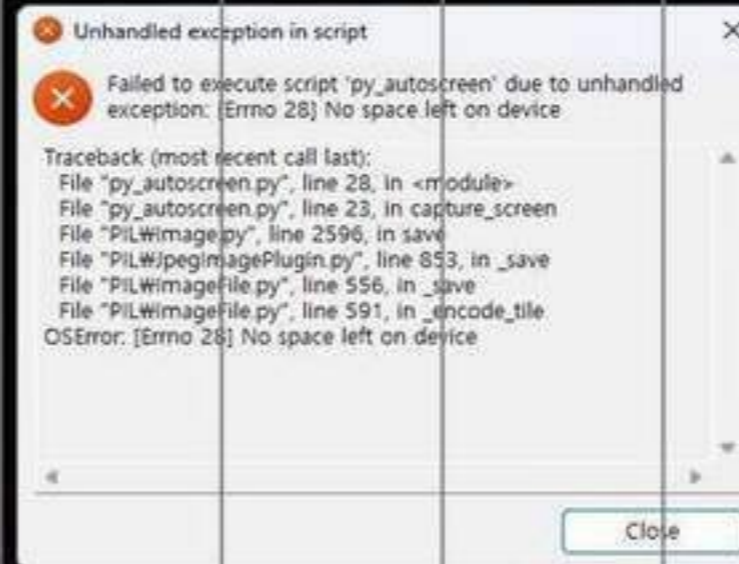 Unhandled exception in script
Failed to execute script 'py_autoscreen' due to unhandled
exception: [Errno 28] No space left on device
Traceback (most recent call last):
File "py_autoscreen.py", line 28, in <module>
File "py_autoscreen.py", line 23, in capture_screen
File "PIL₩Image.py", line 2596, in save
File "PIL₩JpegImagePlugin.py", line 853, in _save
File "PIL₩ImageFile.py", line 556, in _save
File "PIL₩ImageFile.py", line 591, in _encode_tile
OSError: [Errno 28] No space left on device
Close